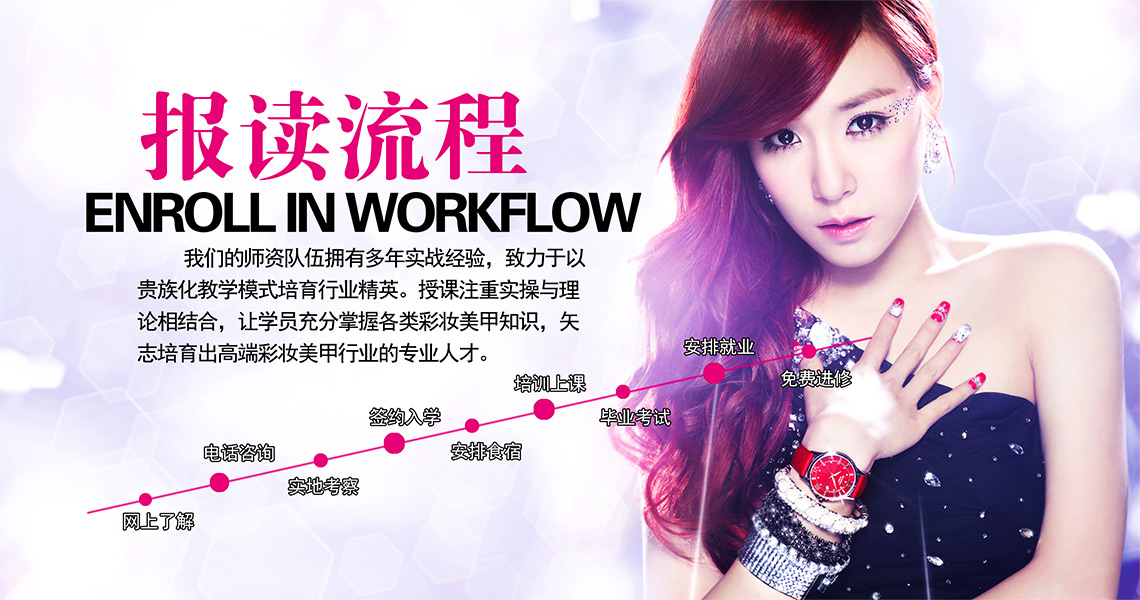 报读流程
ENROLL IN WORKFLOW
我们的师资队伍拥有多年实战经验，致力于以
贵族化教学模式培育行业精英。授课注重实操与理
论相结合，让学员充分掌握各类彩妆美甲知识，矢
志培育出高端彩妆美甲行业的专业人才。
网上了解
电话咨询
实地考察
签约入学
安排食宿
培训上课
毕业考试
安排就业
免费进修